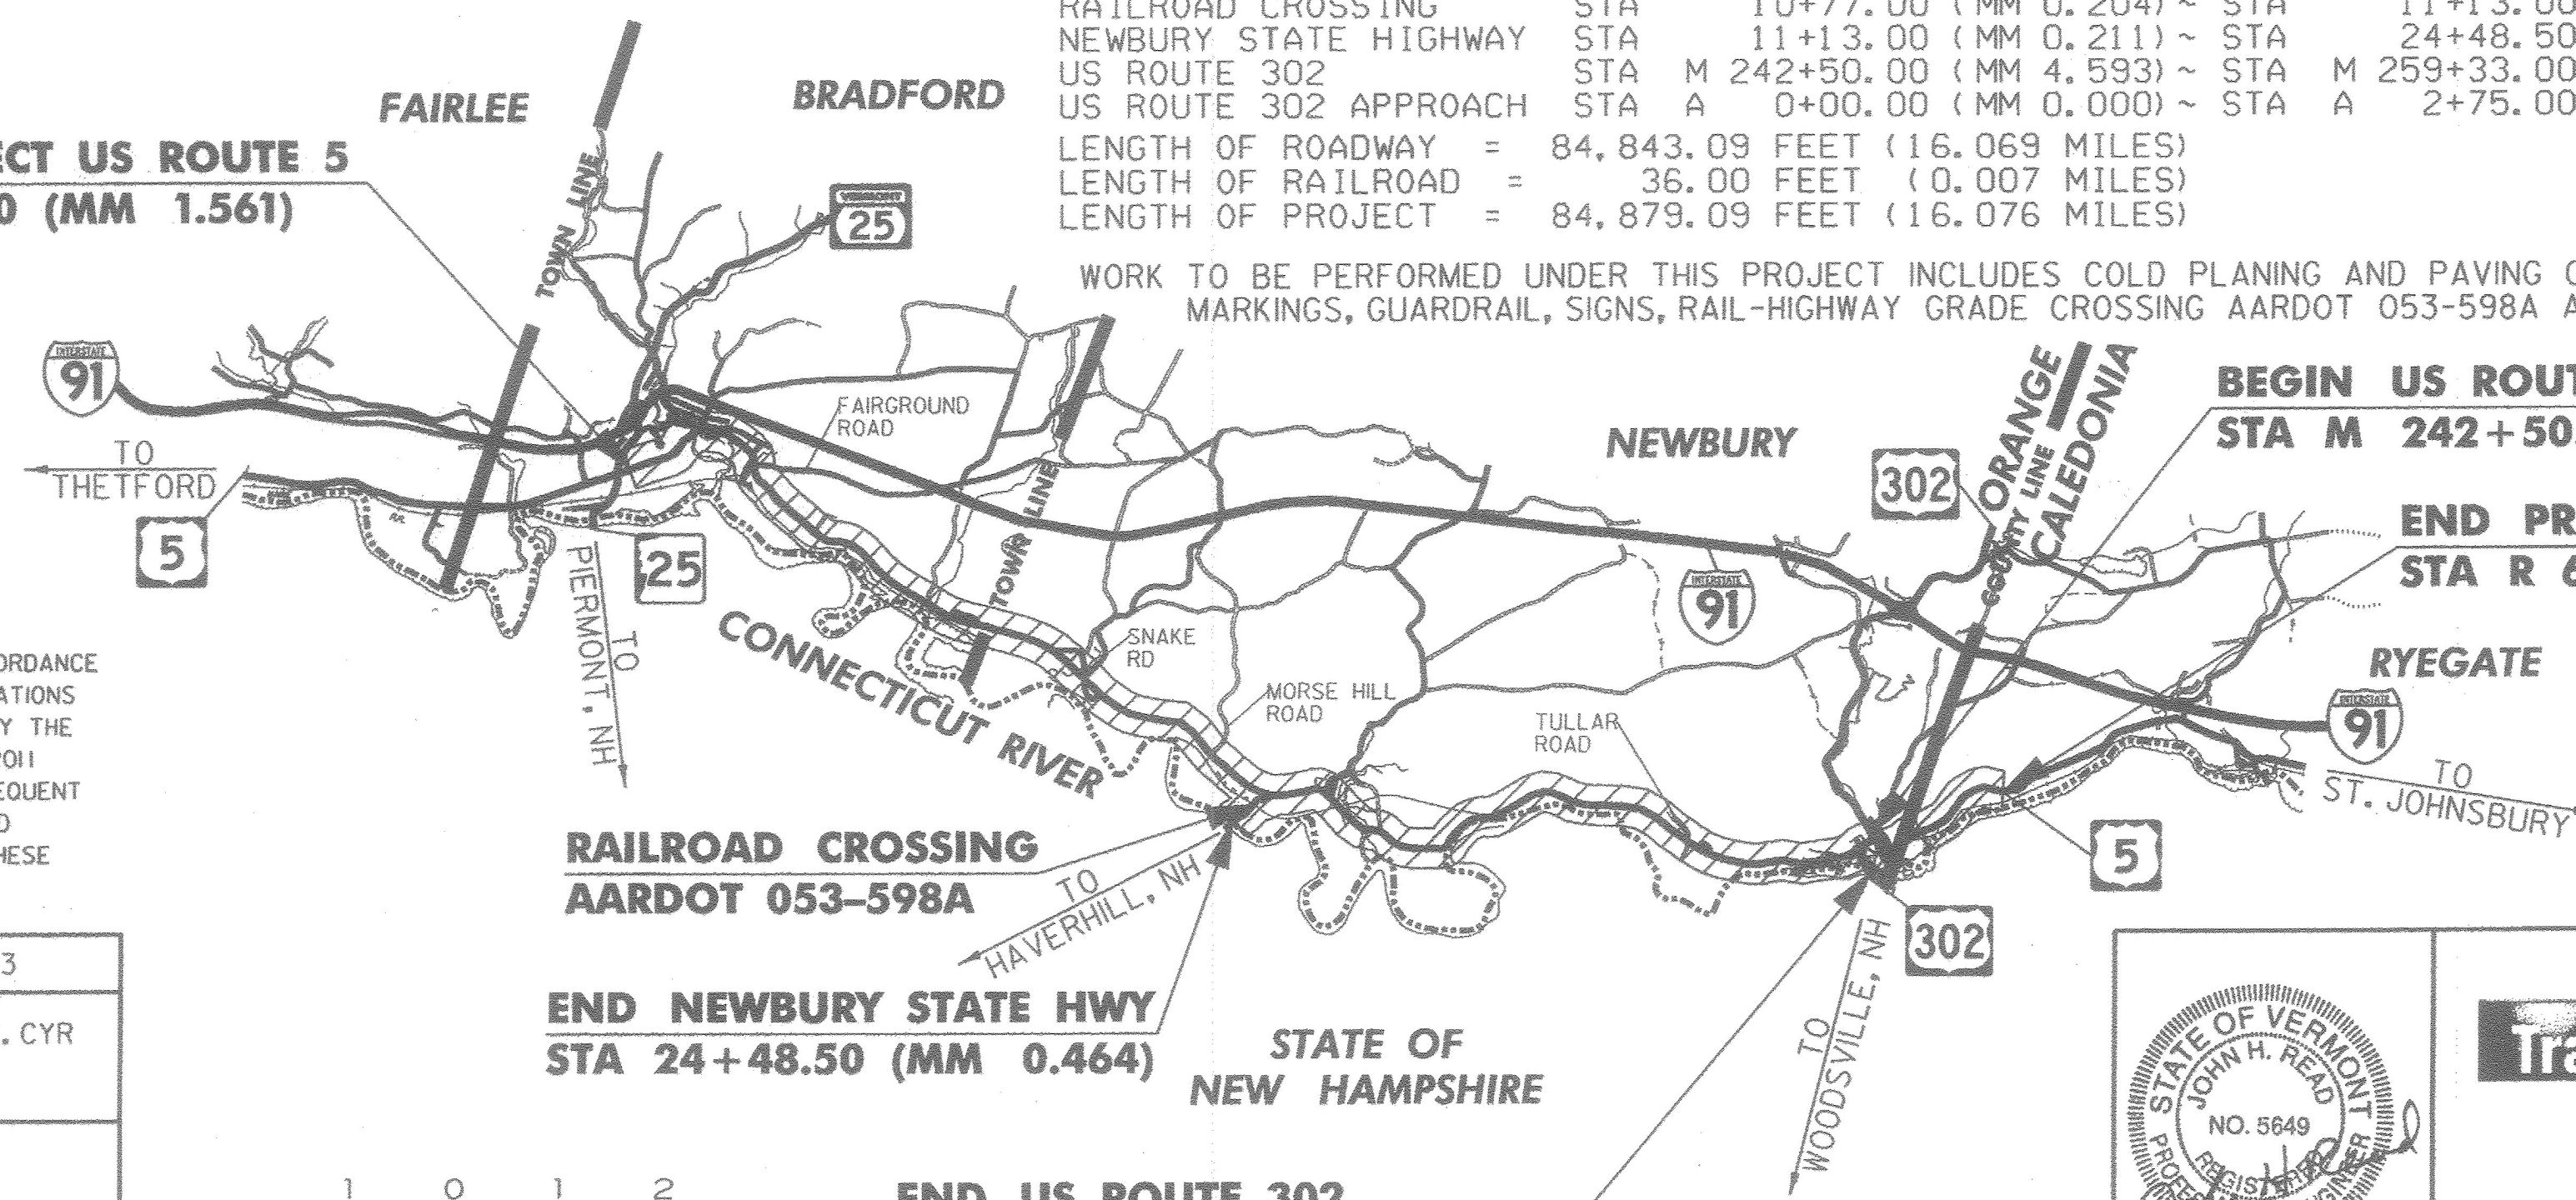 RAILROAD CROSSING STA 10+77.00 (MM 0.204) ~ STA 11+13.00
NEWBURY STATE HIGHWAY STA 11+13.00 (MM 0.211) ~ STA 24+48.50
US ROUTE 302 STA M 242+50.00 (MM 4.593) ~ STA M 259+33.00
US ROUTE 302 APPROACH STA A 0+00.00 (MM 0.000) ~ STA A 2+75.00
LENGTH OF ROADWAY = 84,843.09 FEET (16.069 MILES)
LENGTH OF RAILROAD = 36.00 FEET (0.007 MILES)
LENGTH OF PROJECT = 84,879.09 FEET (16.076 MILES)
WORK TO BE PERFORMED UNDER THIS PROJECT INCLUDES COLD PLANING AND PAVING
MARKINGS, GUARDRAIL, SIGNS, RAIL-HIGHWAY GRADE CROSSING AARDOT 053-598A
FAIRLEE
BRADFORD
ECT US ROUTE 5
0 (MM 1.561)
TOWN LINE
VERMONT
25
INTERSTATE
91
FAIRGROUND
ROAD
TO
THETFORD
5
25
TO
PIERMONT, NH
TOWN LINE
NEWBURY
302
ORANGE
COUNTY LINE
CALEDONIA
BEGIN US ROUT
STA M 242+50
END PR
STA R 6
INTERSTATE
91
RYEGATE
INTERSTATE
91
TO
ST. JOHNSBURY
CONNECTICUT RIVER
SNAKE
RD
MORSE HILL
ROAD
TULLAR
ROAD
5
302
RR
ORDANCE
ATIONS
Y THE
2011
EQUENT
D
HESE
RAILROAD CROSSING
AARDOT 053-598A
TO
HAVERHILL, NH
END NEWBURY STATE HWY
STA 24+48.50 (MM 0.464)
STATE OF
NEW HAMPSHIRE
TO
WOODSVILLE, NH
3
. CYR
1 0 1 2
END US ROUTE 302
STATE OF VERMONT
JOHN H. READ
NO. 5649
REGISTERED
Tra